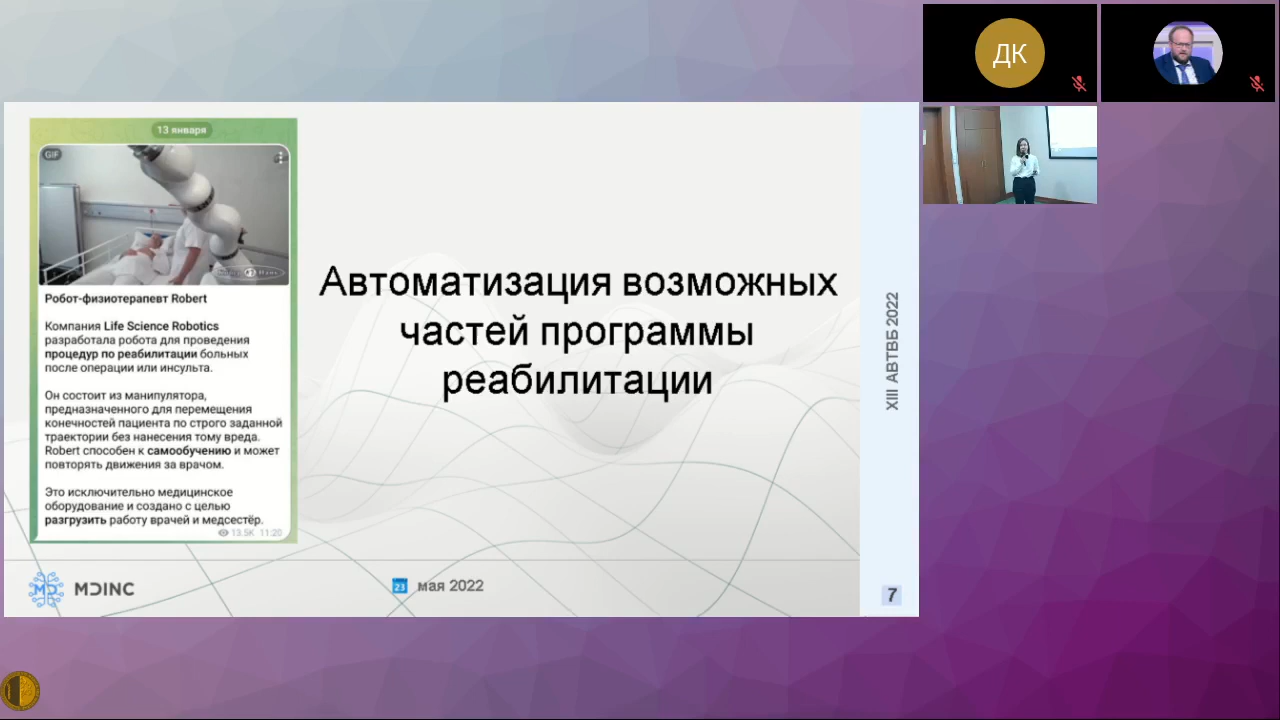 13 января
GIF
Робот-физиотерапевт Robert
Компания Life Science Robotics
разработала робота для проведения
процедур по реабилитации больных
после операции или инсульта.
Он состоит из манипулятора,
предназначенного для перемещения
конечностей пациента по строго заданной
траектории без нанесения тому вреда.
Robert способен к самообучению и может
повторять движения за врачом.
Это исключительно медицинское
оборудование и создано с целью
разгрузить работу врачей и медсестёр.
13.5K 11:20
Автоматизация возможных
частей программы
реабилитации
MDINC
23 мая 2022
XIII АВТВБ 2022
7
ДК